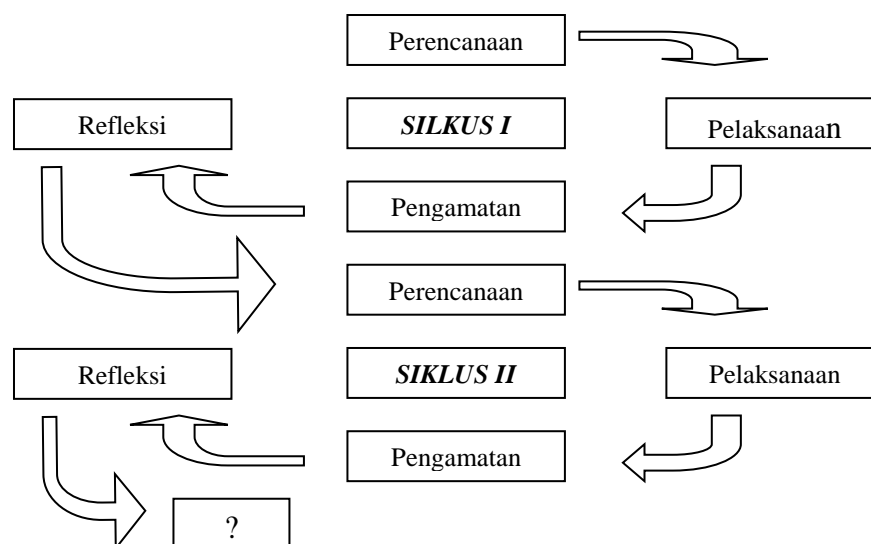 Perencanaan
Refleksi
SILKUS I
Pelaksanaan
Pengamatan
Perencanaan
Refleksi
SIKLUS II
Pelaksanaan
Pengamatan
?